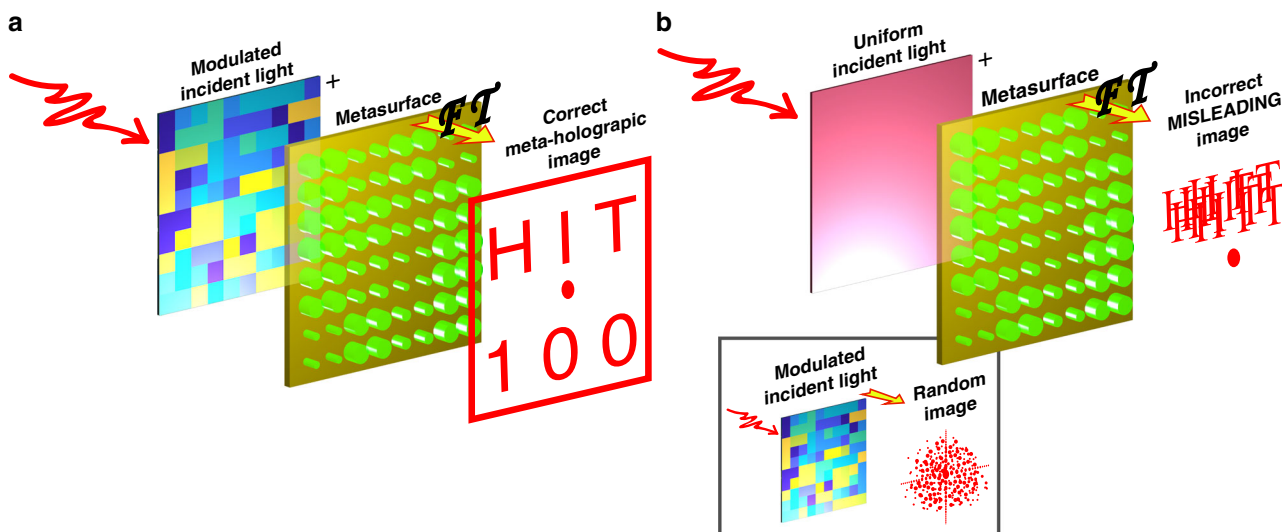 a
Modulated
incident light
+
Metasurface
FT
Correct
meta-holograpic
image
H I T
1 0 0
b
Uniform
incident light
+
Metasurface
FT
Incorrect
MISLEADING
image
Modulated
incident light
Random
image